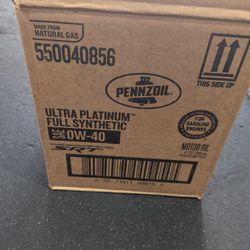 MADE FROM
NATURAL GAS
550040856
PENNZOIL
THIS SIDE UP
ULTRA PLATINUM™
FULL SYNTHETIC
0W-40
FOR
GASOLINE
ENGINES
MOTOR OIL
SRT